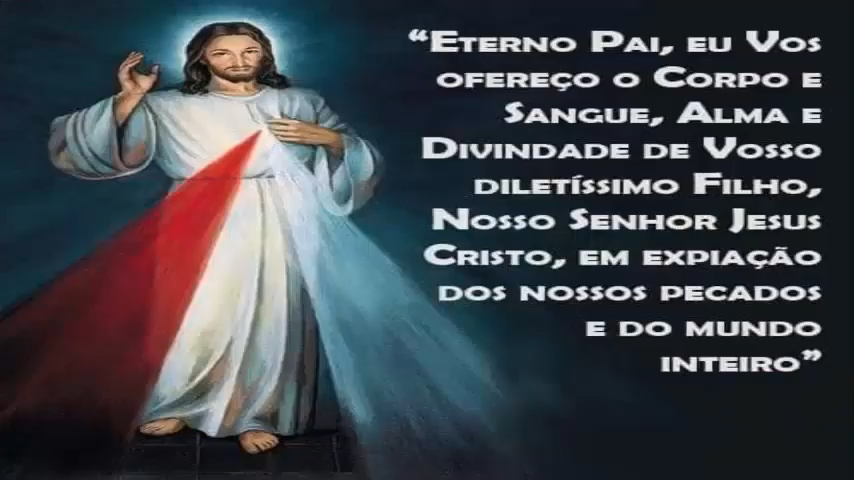 “Eterno Pai, eu Vos
ofereço o Corpo e
Sangue, Alma e
Divindade de Vosso
diletíssimo Filho,
Nosso Senhor Jesus
Cristo, em expiação
dos nossos pecados
e do mundo
inteiro”